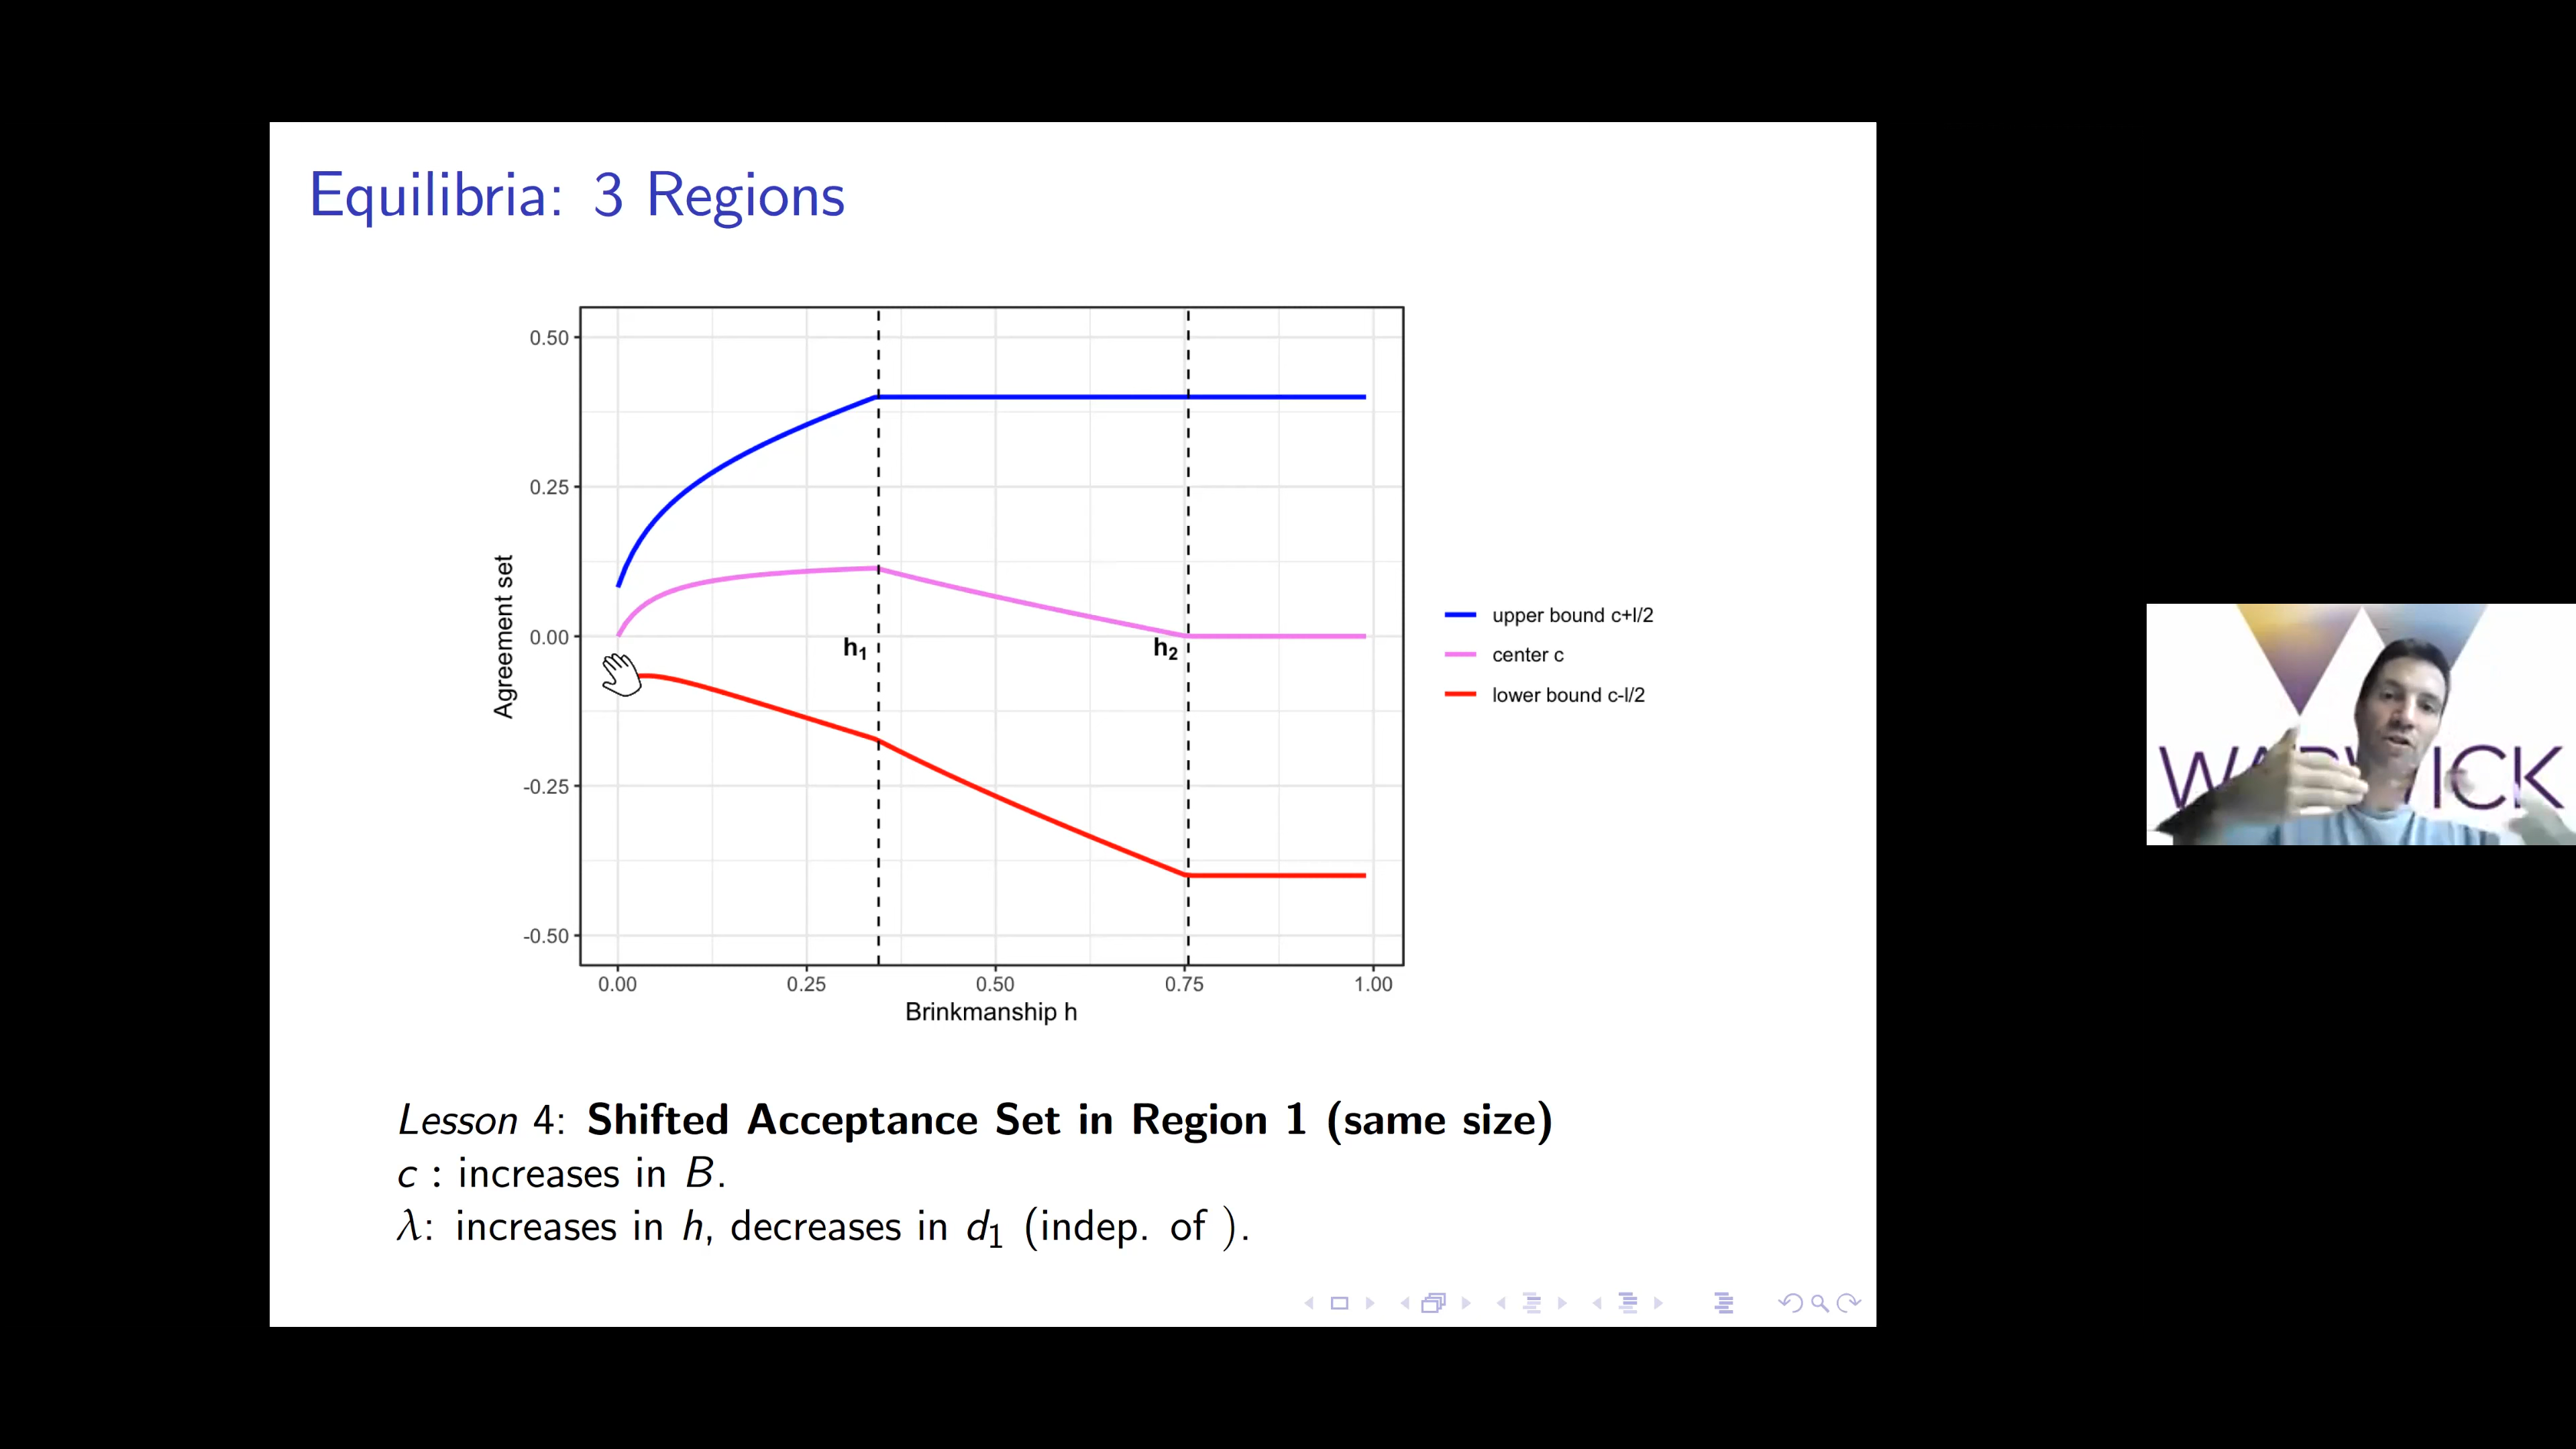 Equilibria: 3 Regions
0.50
0.25
0.00
-0.25
-0.50
Agreement set
h1
h2
0.00 0.25 0.50 0.75 1.00
Brinkmanship h
upper bound c+l/2
center c
lower bound c-l/2
Lesson 4: Shifted Acceptance Set in Region 1 (same size)
c : increases in B.
λ: increases in h, decreases in d1 (indep. of ).
WARWICK